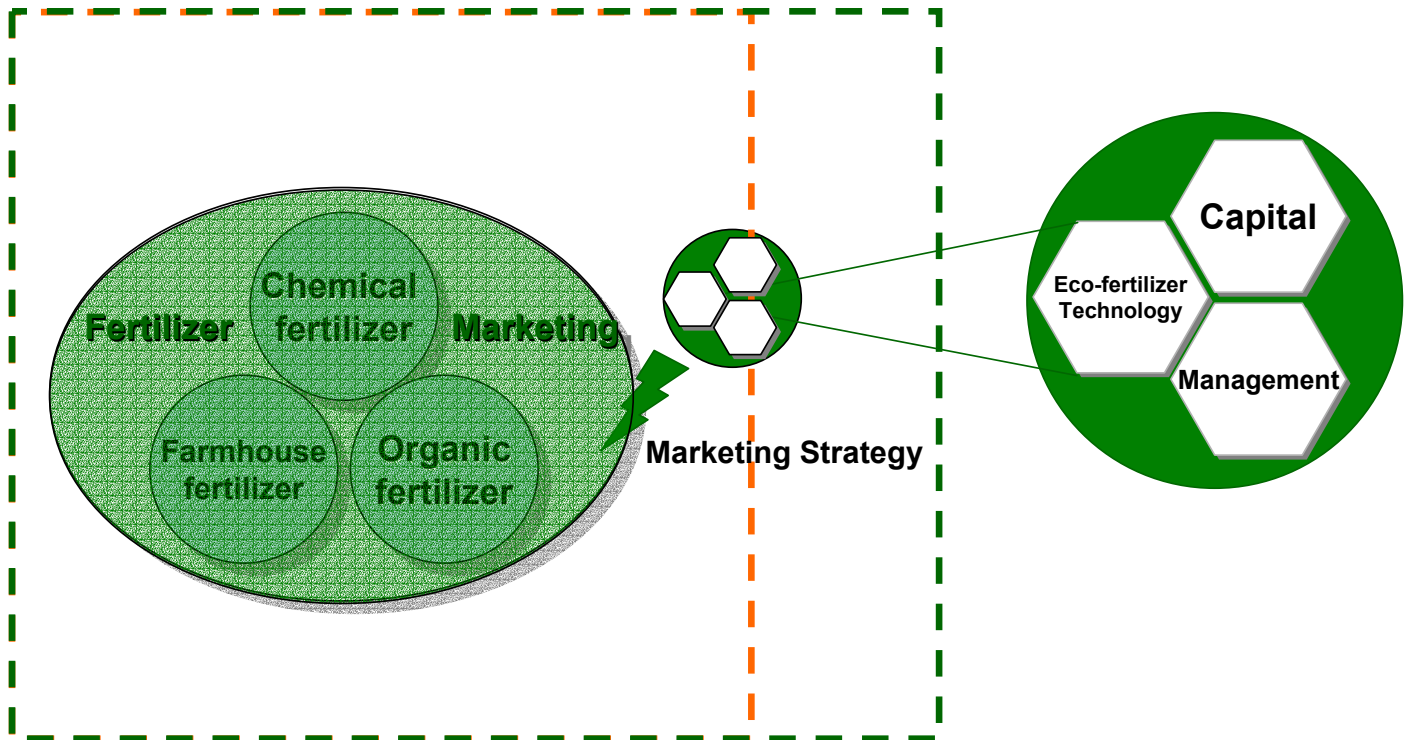 Chemical
fertilizer
Fertilizer
Marketing
Farmhouse
fertilizer
Organic
fertilizer
Marketing Strategy
Capital
Eco-fertilizer
Technology
Management